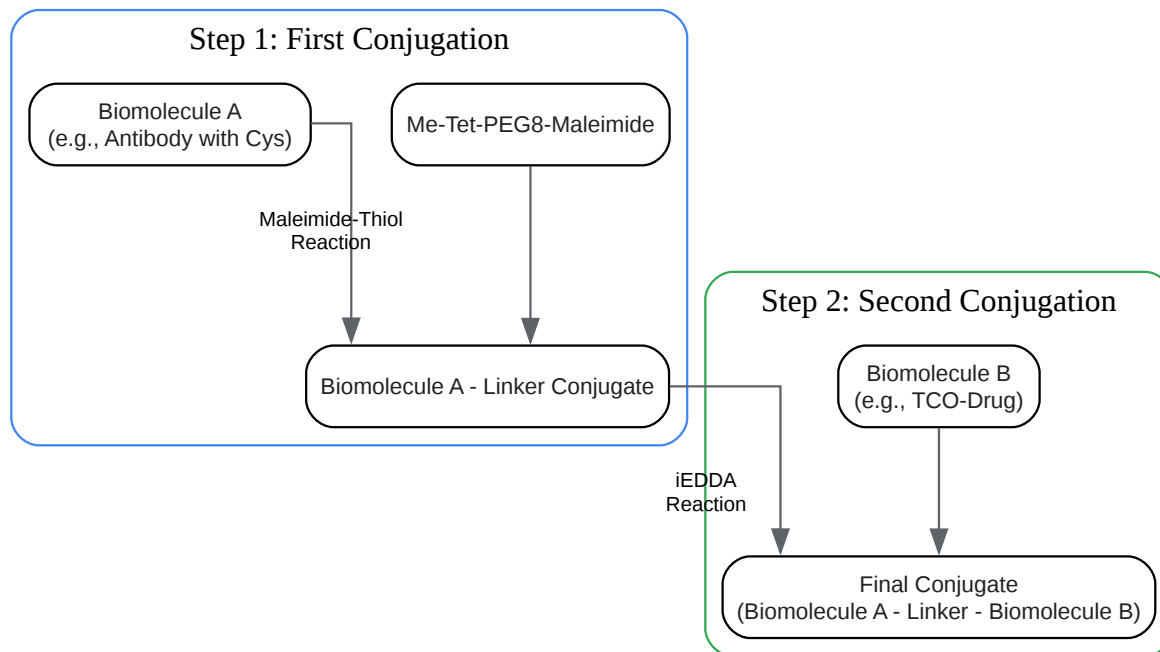 Step 1: First Conjugation
Biomolecule A
(e.g., Antibody with Cys)
Me-Tet-PEG8-Maleimide
Maleimide-Thiol
Reaction
Biomolecule A - Linker Conjugate
Step 2: Second Conjugation
Biomolecule B
(e.g., TCO-Drug)
iEDDA
Reaction
Final Conjugate
(Biomolecule A - Linker - Biomolecule B)